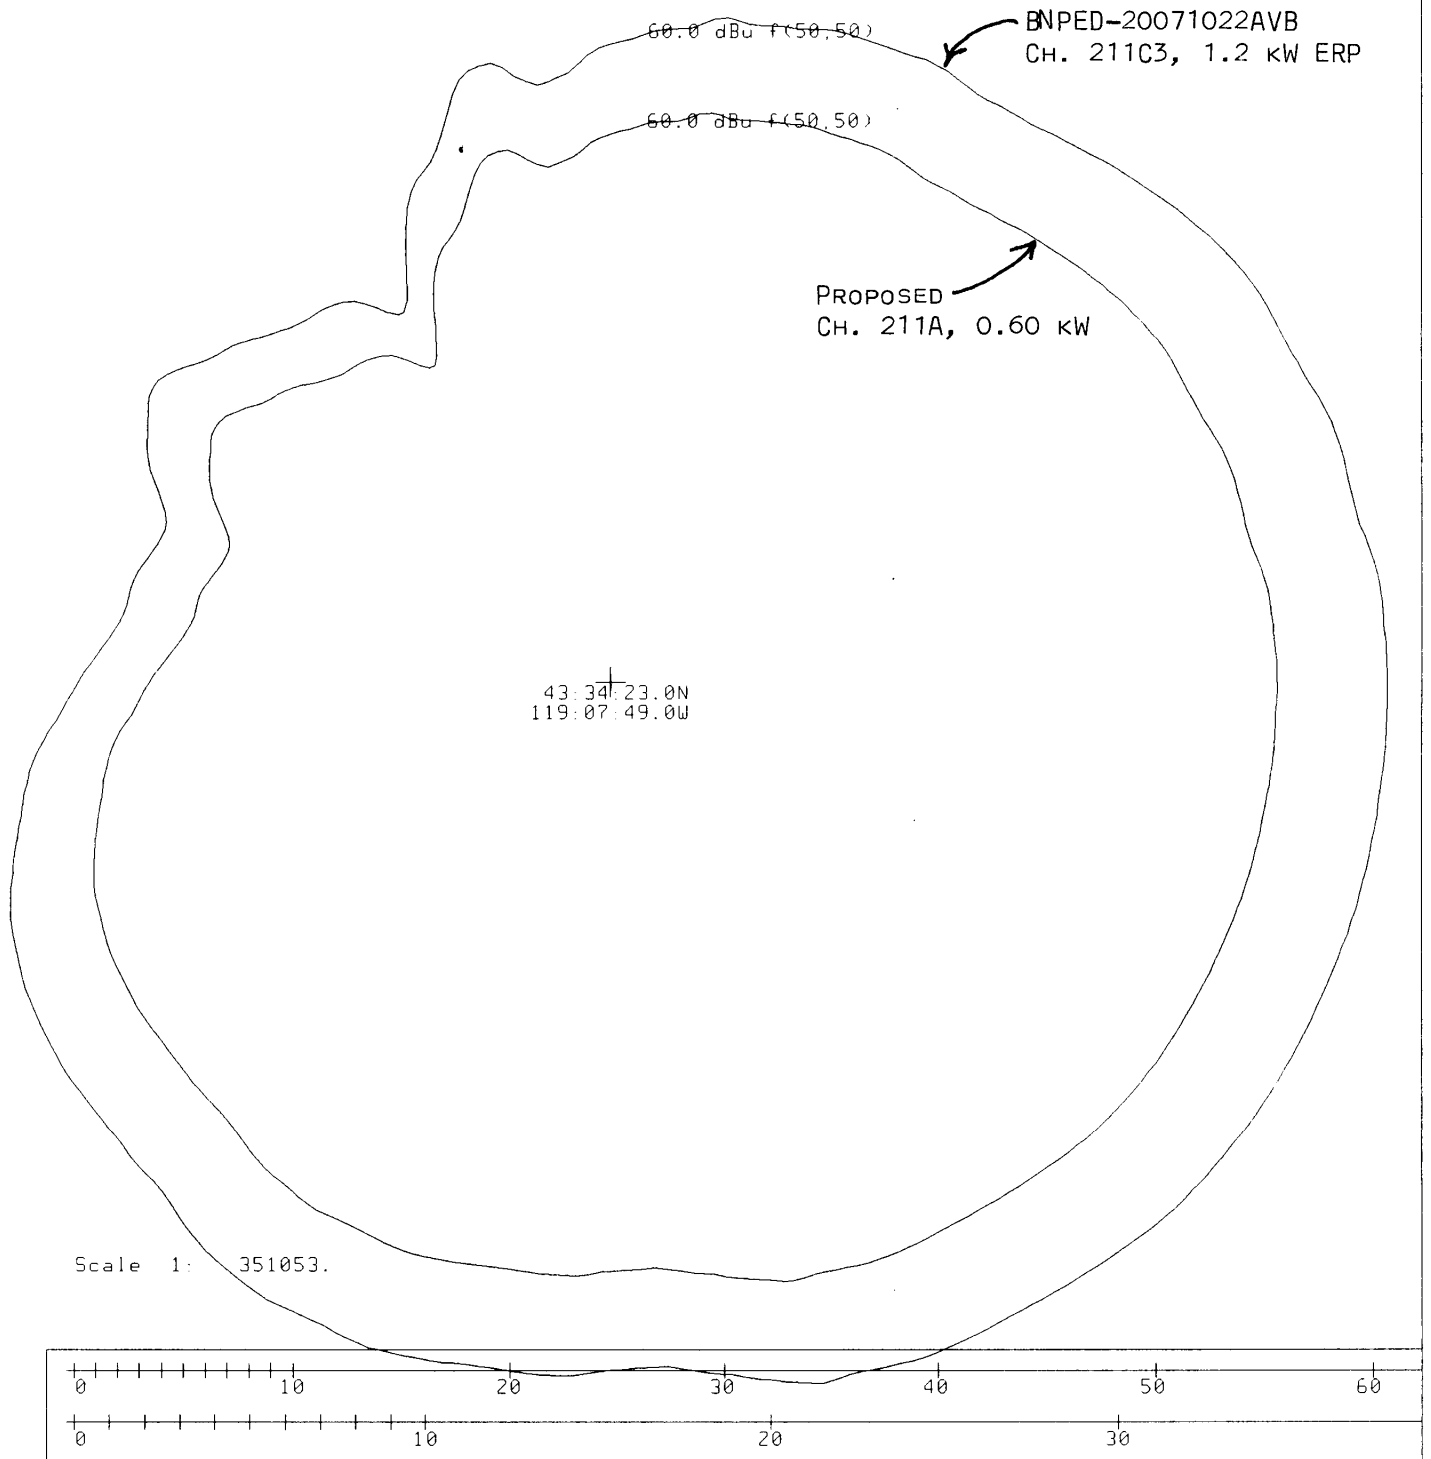 60.0 dBu f(50,50)
BNPED-20071022AVB
CH. 211C3, 1.2 KW ERP
60.0 dBu f(50,50)
PROPOSED
CH. 211A, 0.60 KW
43:34:23.0N
119:07:49.0W
Scale 1: 351053.
0 10 20 30 40 50 60
0 10 20 30